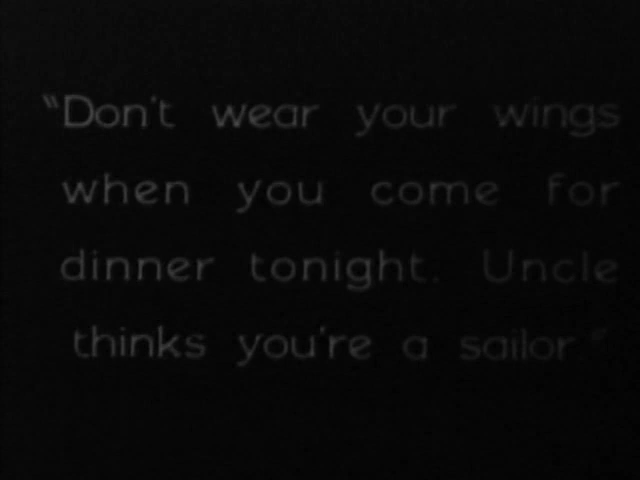 "Don't wear your wings
when you come for
dinner tonight. Uncle
thinks you're a sailor"